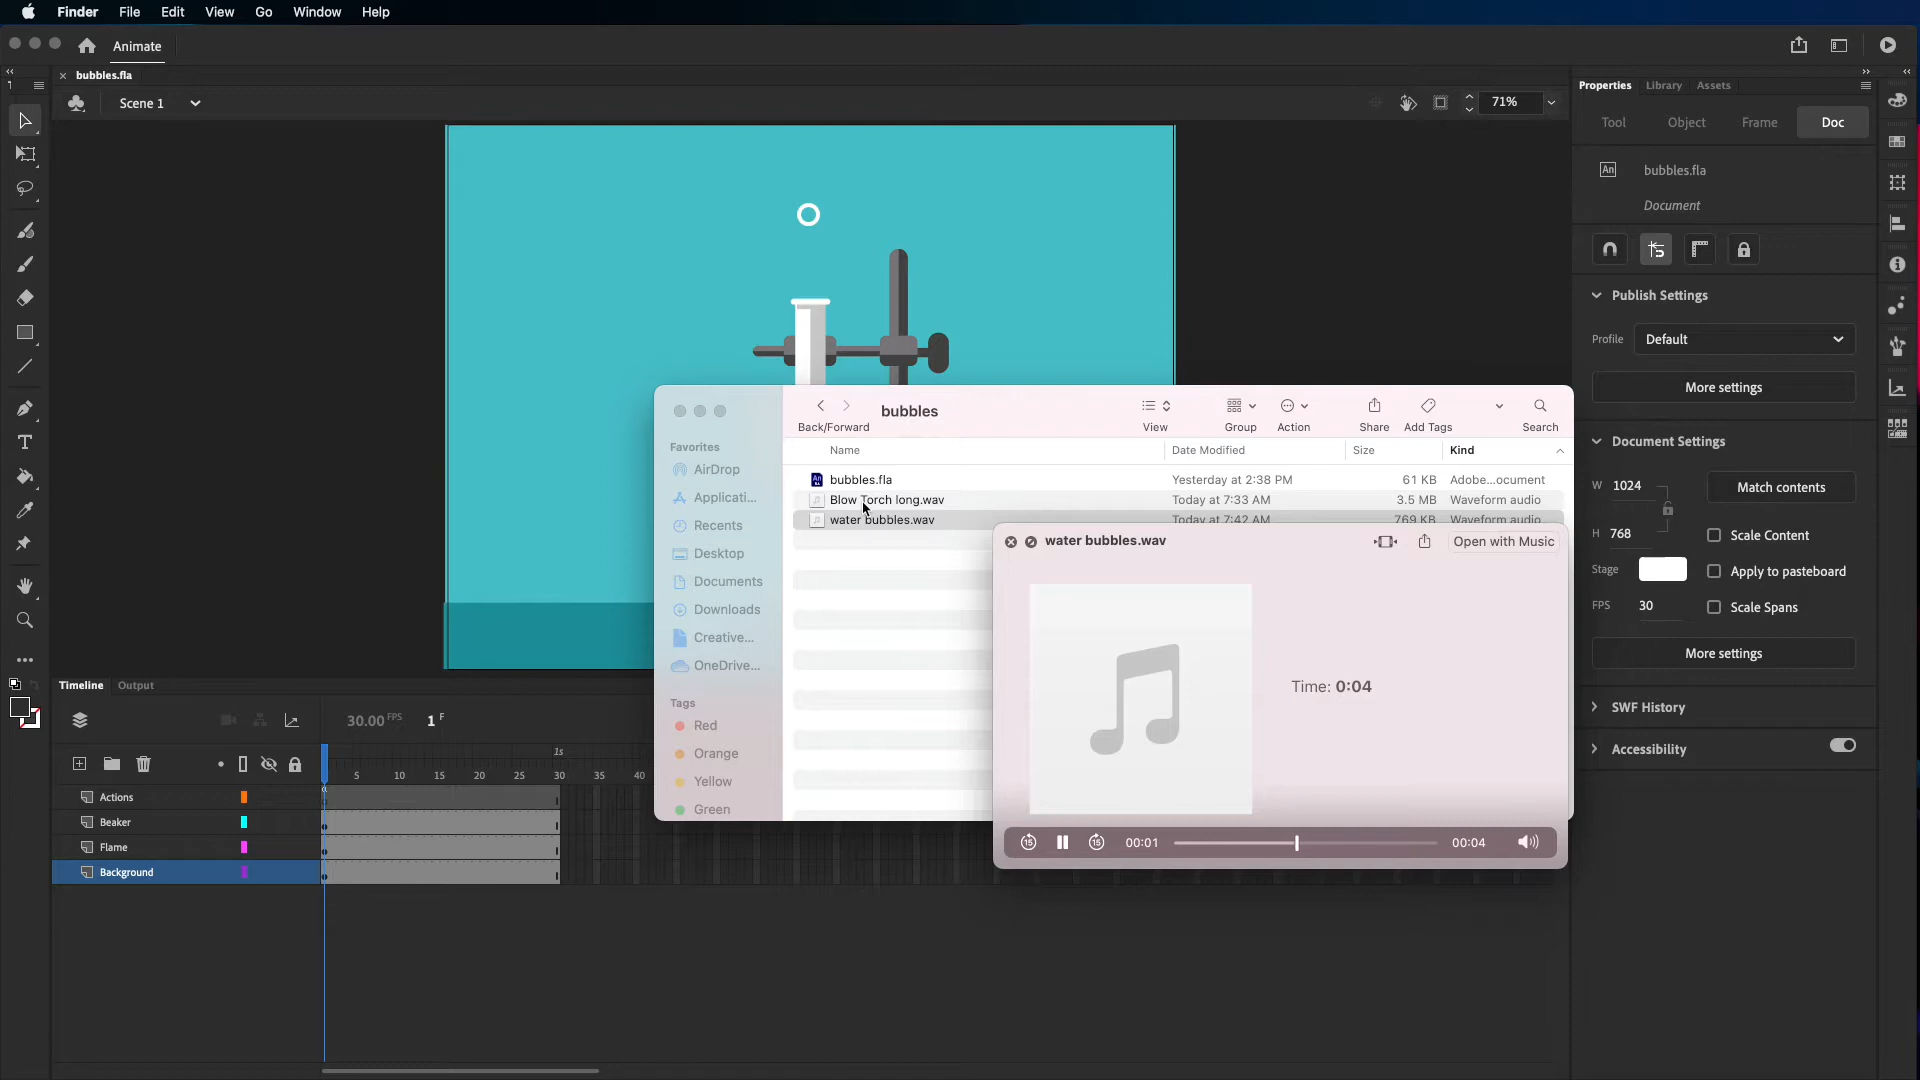 Finder File Edit View Go Window Help
Animate
bubbles.fla
Scene 1
71%
Properties Library Assets
Tool Object Frame Doc
An bubbles.fla
Document
Publish Settings
Profile Default
More settings
Document Settings
W 1024 Match contents
H 768 Scale Content
Stage Apply to pasteboard
FPS 30 Scale Spans
More settings
SWF History
Accessibility
bubbles
Back/Forward View Group Action Share Add Tags Search
Name Date Modified Size Kind
bubbles.fla Yesterday at 2:38 PM 61 KB Adobe...ocument
Blow Torch long.wav Today at 7:33 AM 3.5 MB Waveform audio
water bubbles.wav Today at 7:42 AM 769 KB Waveform audio
Favorites
AirDrop
Applicati...
Recents
Desktop
Documents
Downloads
Creative...
OneDrive...
Tags
Red
Orange
Yellow
Green
water bubbles.wav Open with Music
Time: 0:04
15 15 00:01 00:04
Timeline Output
30.00 FPS 1 F
1s
5 10 15 20 25 30 35 40
Actions
Beaker
Flame
Background